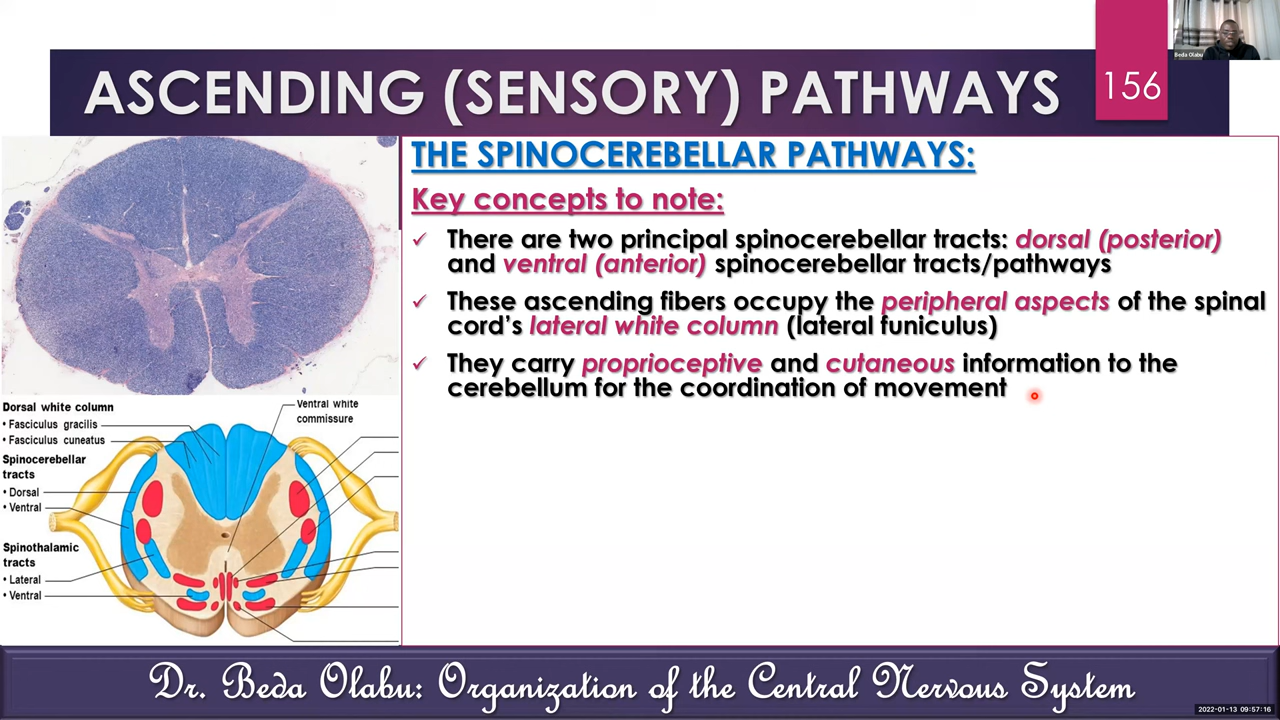 ASCENDING (SENSORY) PATHWAYS
156
Beda Olabu
THE SPINOCEREBELLAR PATHWAYS:
Key concepts to note:
✓ There are two principal spinocerebellar tracts: dorsal (posterior)
and ventral (anterior) spinocerebellar tracts/pathways
✓ These ascending fibers occupy the peripheral aspects of the spinal
cord's lateral white column (lateral funiculus)
✓ They carry proprioceptive and cutaneous information to the
cerebellum for the coordination of movement
Dorsal white column
• Fasciculus gracilis
• Fasciculus cuneatus
Spinocerebellar
tracts
• Dorsal
• Ventral
Spinothalamic
tracts
• Lateral
• Ventral
Ventral white
commissure
Dr. Beda Olabu: Organization of the Central Nervous System
2022-01-13 09:57:16